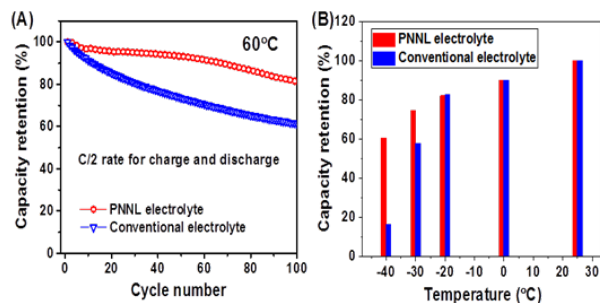 (A)
100
80
60
40
20
0
0
20
40
60
80
100
Capacity retention (%)
Cycle number
60°C
C/2 rate for charge and discharge
PNNL electrolyte
Conventional electrolyte
(B)
120
100
80
60
40
20
0
-40
-30
-20
-10
0
10
20
30
Capacity retention (%)
Temperature (°C)
PNNL electrolyte
Conventional electrolyte